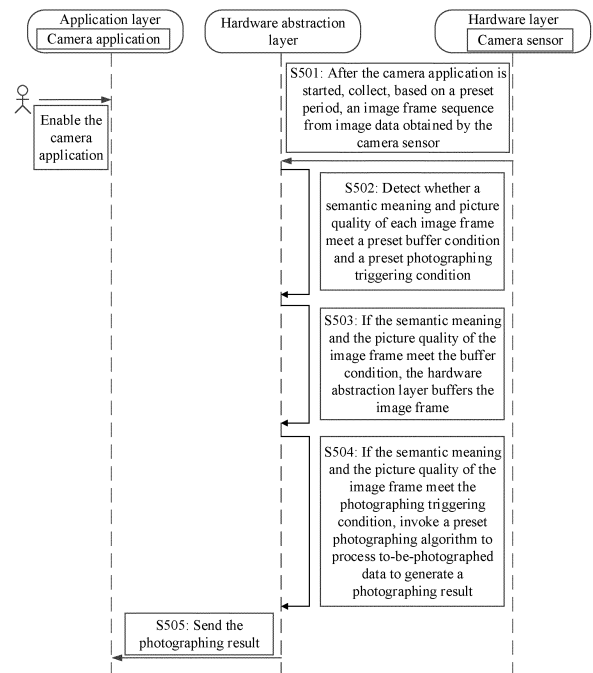 Application layer
Camera application
Hardware abstraction
layer
Hardware layer
Camera sensor
Enable the
camera
application
S501: After the camera application is
started, collect, based on a preset
period, an image frame sequence
from image data obtained by the
camera sensor
S502: Detect whether a
semantic meaning and picture
quality of each image frame
meet a preset buffer condition
and a preset photographing
triggering condition
S503: If the semantic meaning
and the picture quality of the
image frame meet the buffer
condition, the hardware
abstraction layer buffers the
image frame
S504: If the semantic meaning
and the picture quality of the
image frame meet the
photographing triggering
condition, invoke a preset
photographing algorithm to
process to-be-photographed
data to generate a
photographing result
S505: Send the
photographing result